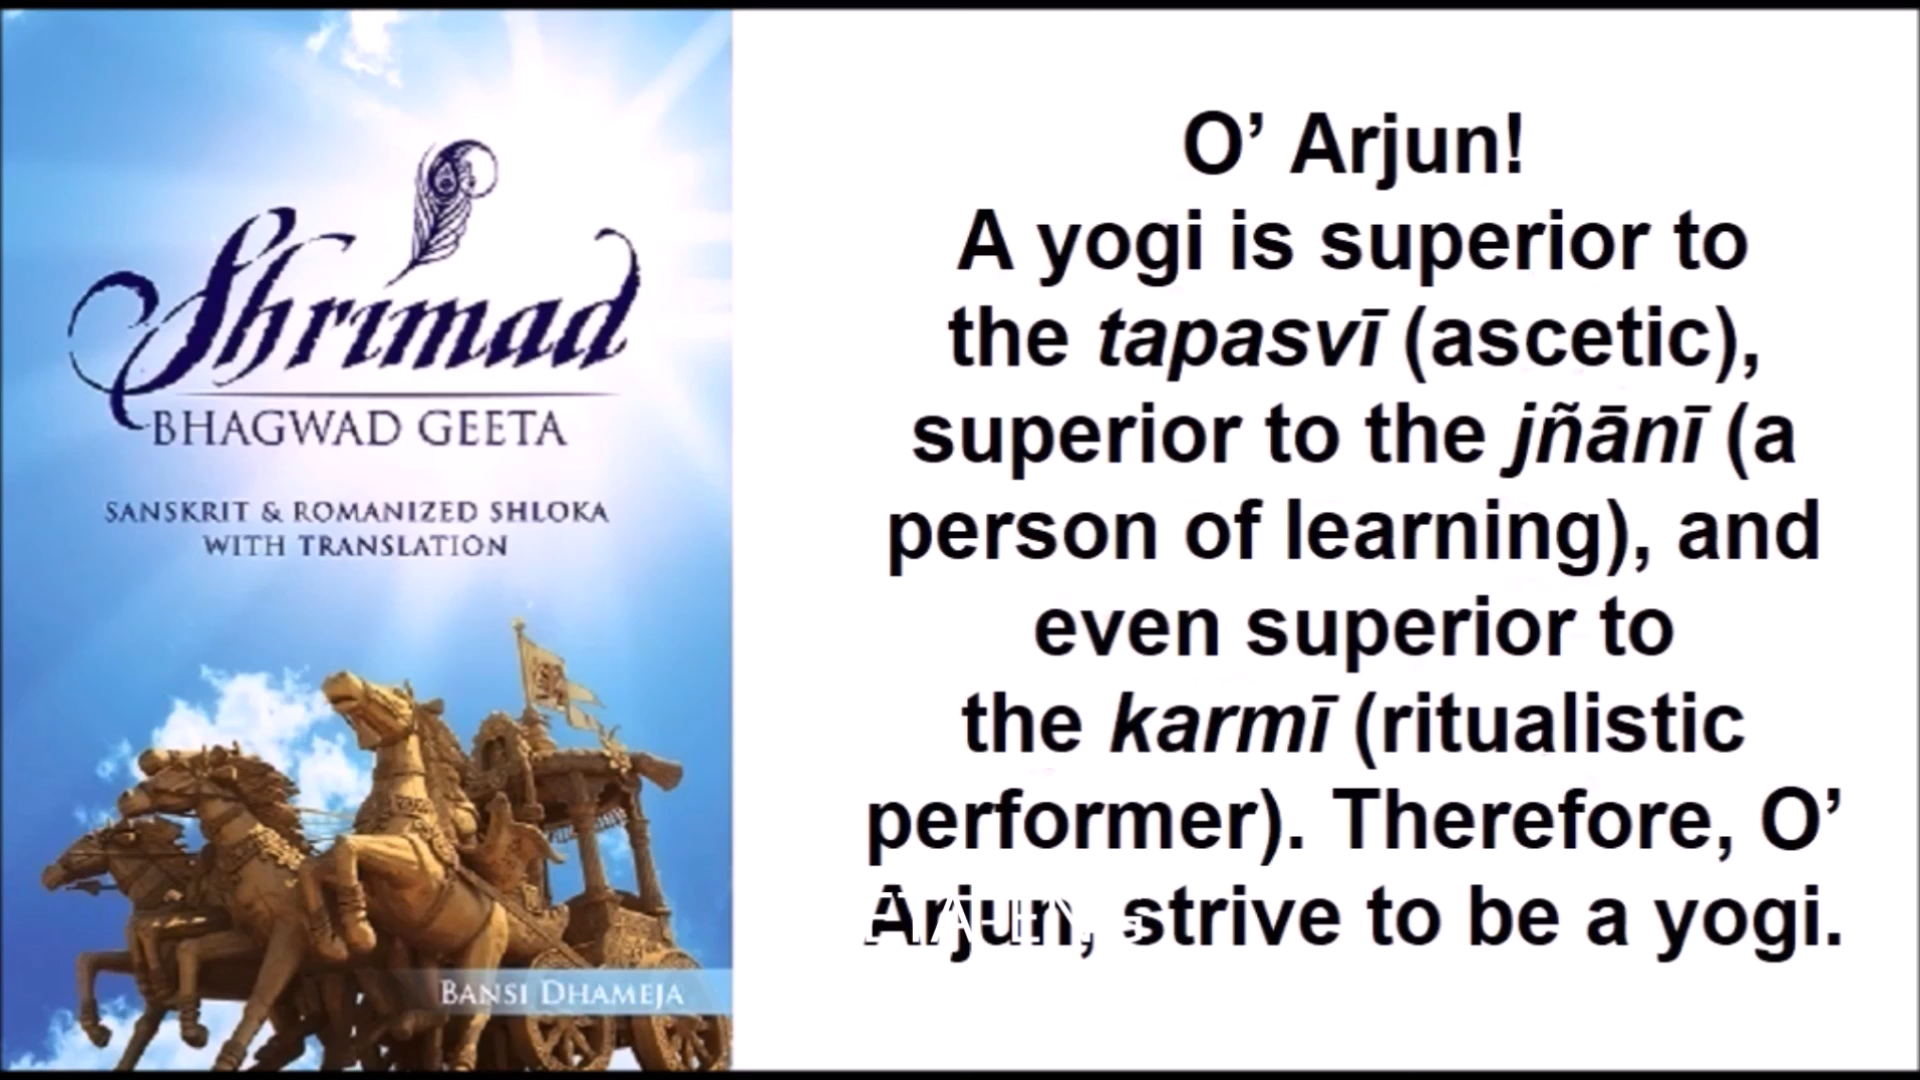 Shrimad
BHAGWAD GEETA
SANSKRIT & ROMANIZED SHLOKA
WITH TRANSLATION
BANSI DHAMEJA
O’ Arjun!
A yogi is superior to
the tapasvī (ascetic),
superior to the jñānī (a
person of learning), and
even superior to
the karmī (ritualistic
performer). Therefore, O’
Arjun, strive to be a yogi.